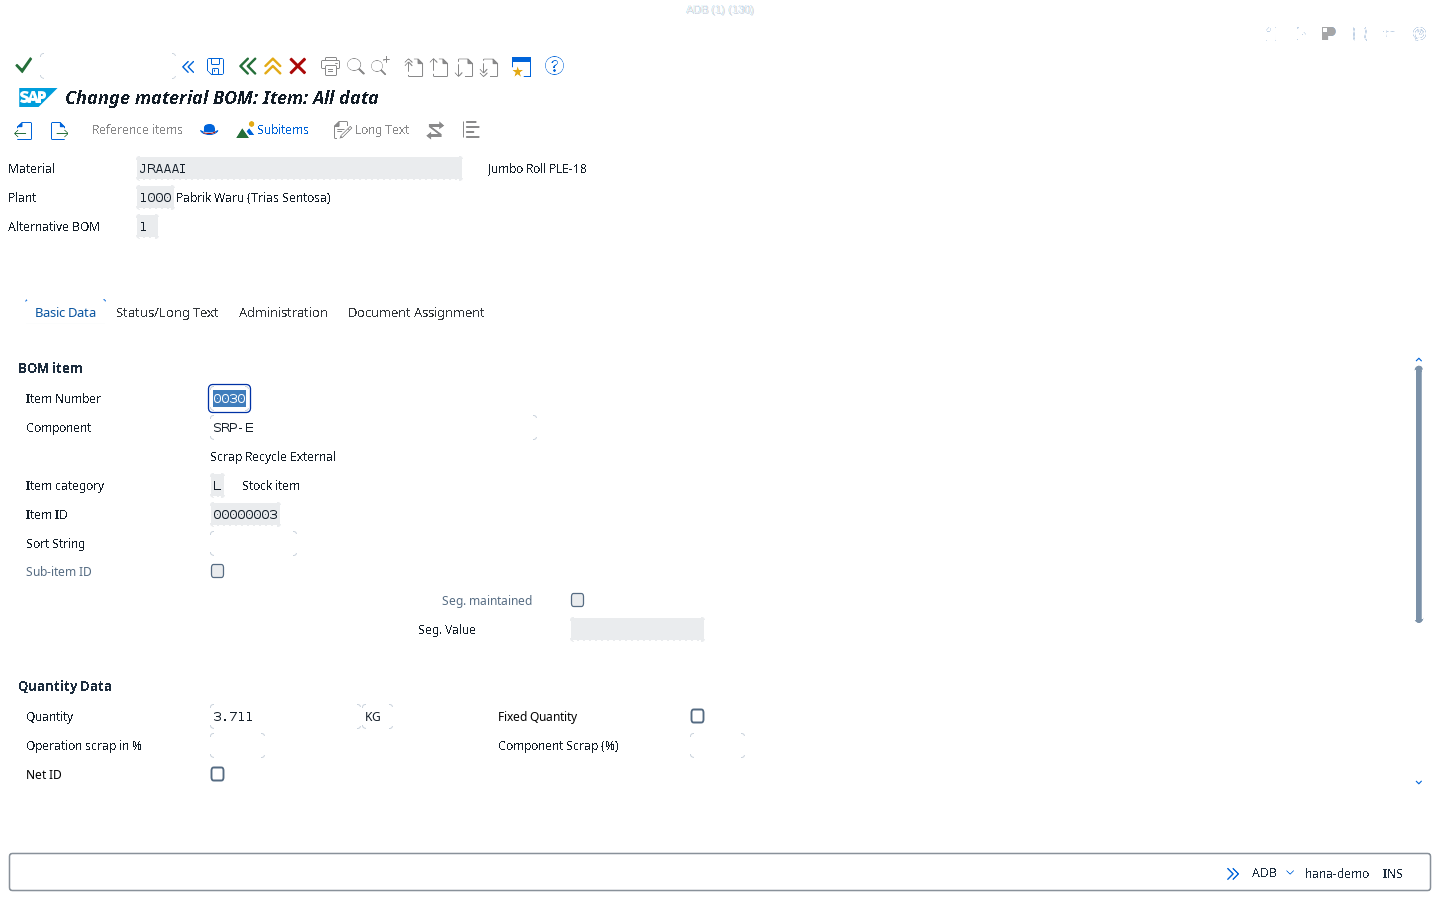 ADB (1) (130)
SAP Change material BOM: Item: All data
Reference items Subitems Long Text
Material JRAAAI Jumbo Roll PLE-18
Plant 1000 Pabrik Waru (Trias Sentosa)
Alternative BOM 1
Basic Data Status/Long Text Administration Document Assignment
BOM item
Item Number 0030
Component SRP-E
Scrap Recycle External
Item category L Stock item
Item ID 00000003
Sort String
Sub-item ID
Seg. maintained
Seg. Value
Quantity Data
Quantity 3.711 KG Fixed Quantity
Operation scrap in % Component Scrap (%)
Net ID
ADB hana-demo INS